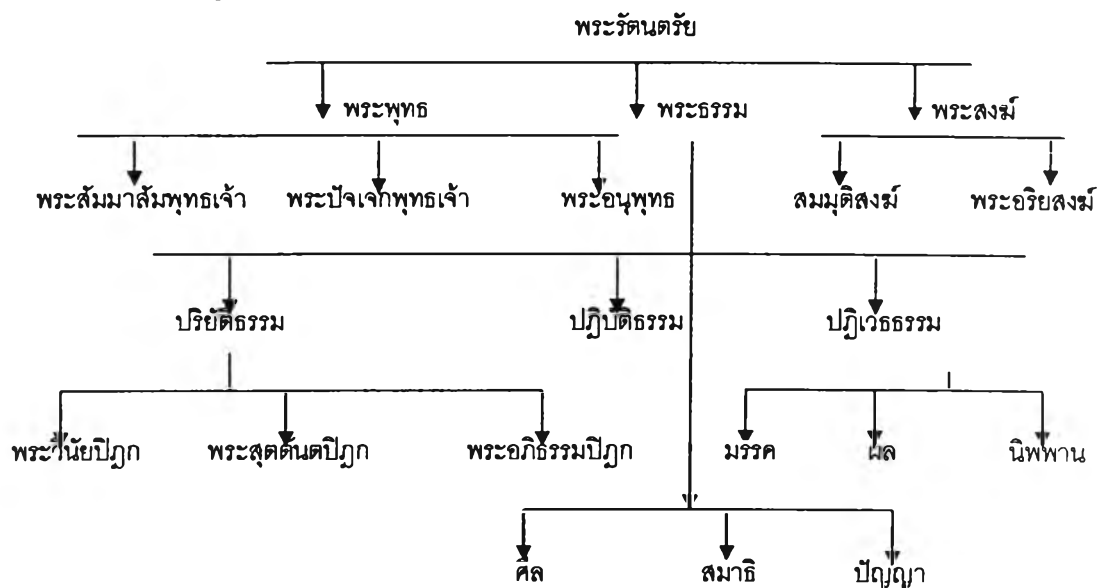 พระรัตนตรัย
พระพุทธ พระธรรม พระสงฆ์
พระสัมมาสัมพุทธเจ้า พระปัจเจกพุทธเจ้า พระอนุพุทธ สมมุติสงฆ์ พระอริยสงฆ์
ปริยัติธรรม ปฏิบัติธรรม ปฏิเวธธรรม
พระวินัยปิฎก พระสุตตันตปิฎก พระอภิธรรมปิฎก มรรค ผล นิพพาน
ศีล สมาธิ ปัญญา